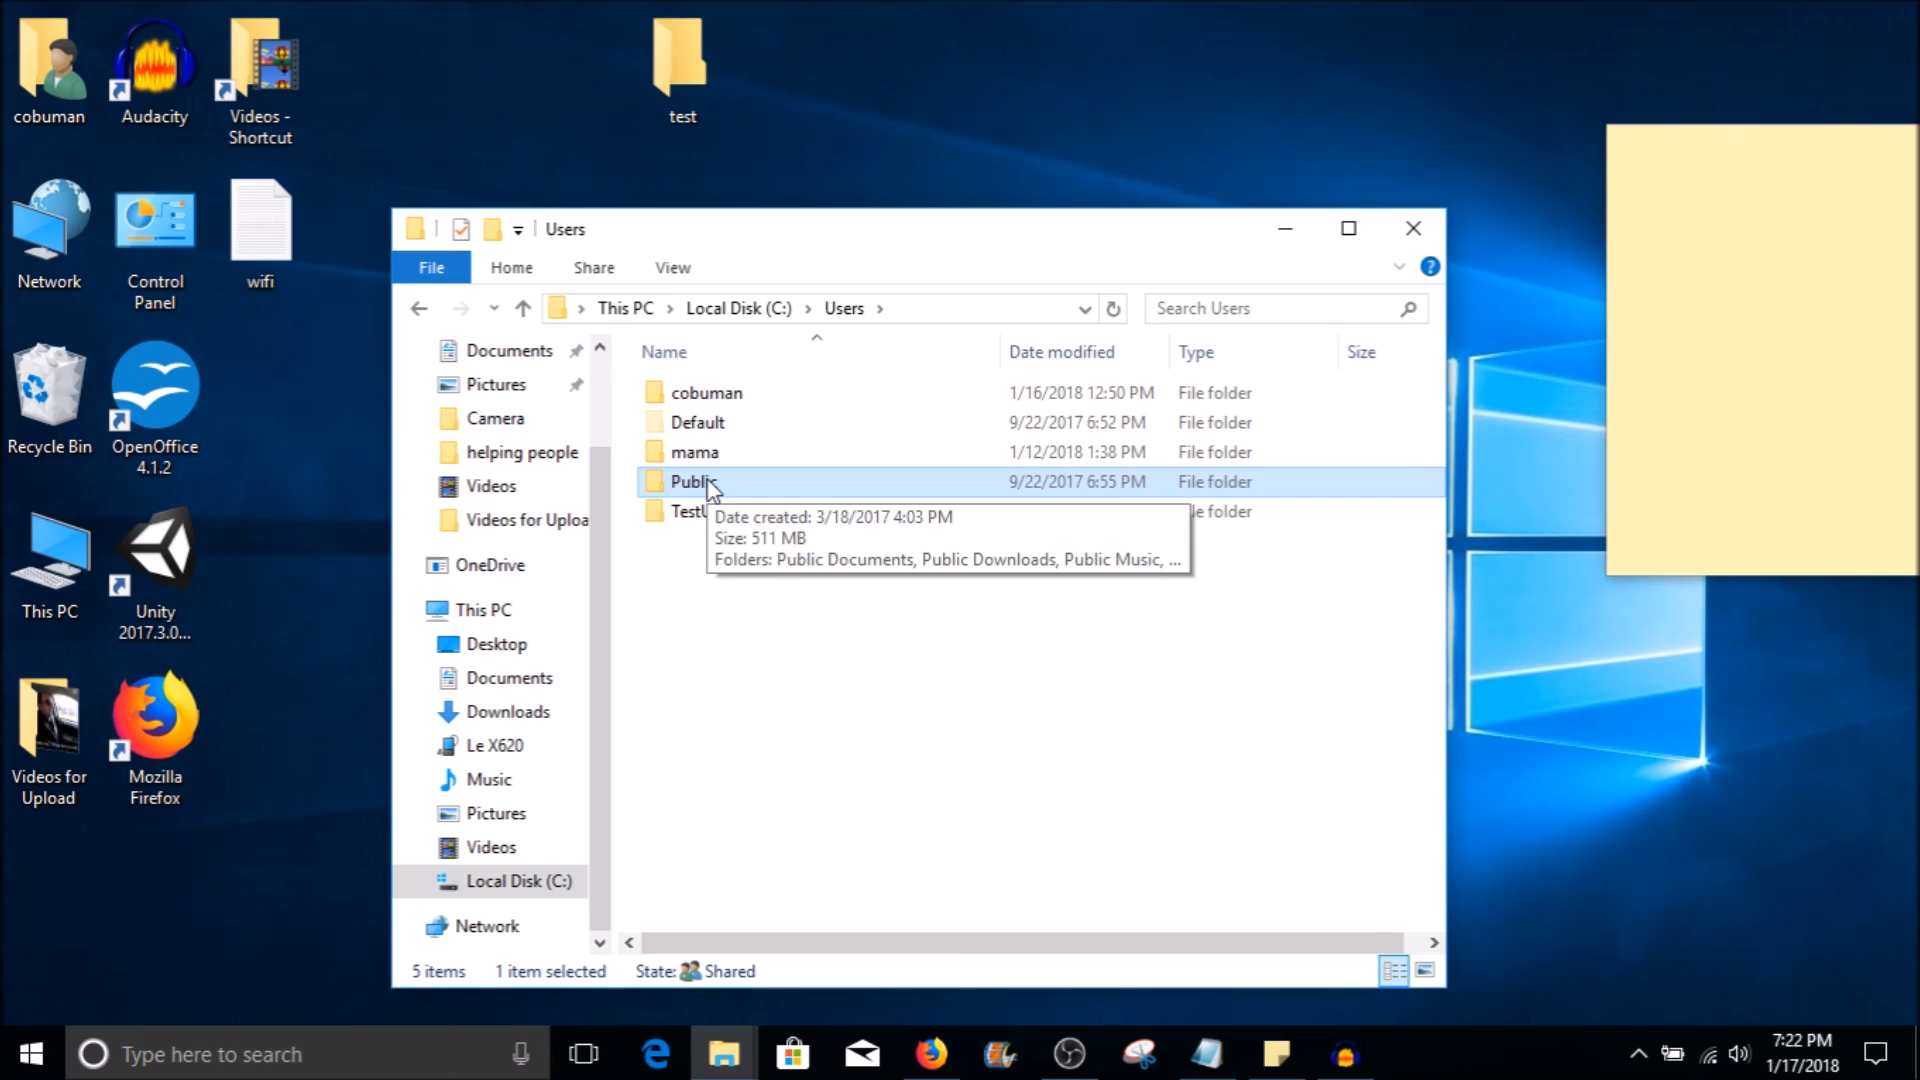 cobuman
Audacity
Videos -
Shortcut
test
Network
Control
Panel
wifi
Recycle Bin
OpenOffice
4.1.2
This PC
Unity
2017.3.0...
Videos for
Upload
Mozilla
Firefox
Users
File Home Share View
This PC > Local Disk (C:) > Users >
Search Users
Documents
Pictures
Camera
helping people
Videos
Videos for Uploa
OneDrive
This PC
Desktop
Documents
Downloads
Le X620
Music
Pictures
Videos
Local Disk (C:)
Network
Name Date modified Type Size
cobuman 1/16/2018 12:50 PM File folder
Default 9/22/2017 6:52 PM File folder
mama 1/12/2018 1:38 PM File folder
Public 9/22/2017 6:55 PM File folder
Date created: 3/18/2017 4:03 PM
Size: 511 MB
Folders: Public Documents, Public Downloads, Public Music, ...
5 items 1 item selected State: Shared
Type here to search
7:22 PM
1/17/2018